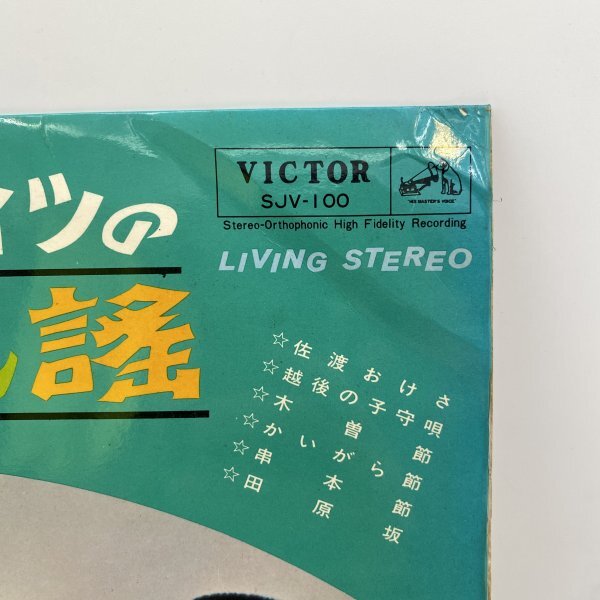 VICTOR
SJV-100
"HIS MASTER'S VOICE"
Stereo-Orthophonic High Fidelity Recording
LIVING STEREO
イツの
謠
☆佐渡おけさ
☆越後の子守唄
☆木曽節
☆かいがら節
☆串本節
☆田原坂